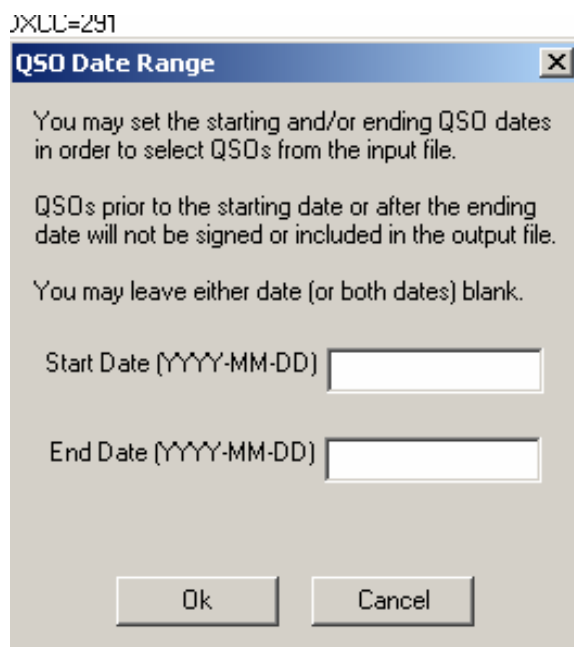 DXCC=291
QSO Date Range
You may set the starting and/or ending QSO dates
in order to select QSOs from the input file.
QSOs prior to the starting date or after the ending
date will not be signed or included in the output file.
You may leave either date (or both dates) blank.
Start Date (YYYY-MM-DD)
End Date (YYYY-MM-DD)
Ok Cancel